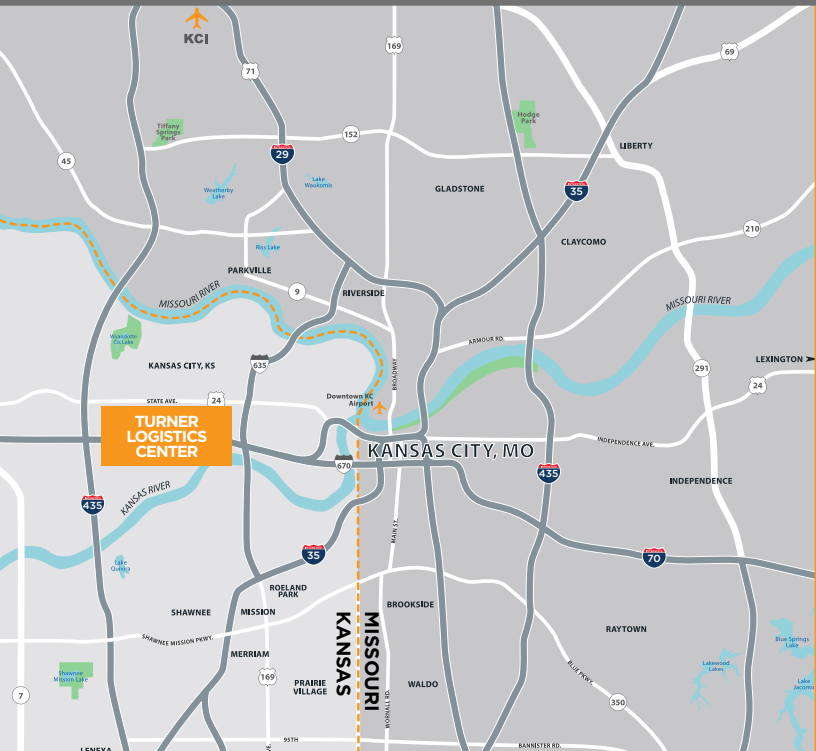 KCI
169
69
71
Tiffany
Springs
Park
Hodge
Park
152
LIBERTY
29
45
Weatherby
Lake
Lake
Waukomis
GLADSTONE
35
210
CLAYCOMO
Riss Lake
PARKVILLE
9
MISSOURI RIVER
RIVERSIDE
MISSOURI RIVER
Wyandotte
Co.Lake
ARMOUR RD.
KANSAS CITY, KS
635
BROADWAY
291
LEXINGTON
24
STATE AVE.
24
Downtown KC
Airport
TURNER
LOGISTICS
CENTER
KANSAS CITY, MO
INDEPENDENCE AVE.
670
435
INDEPENDENCE
KANSAS RIVER
435
MAIN ST.
35
70
Lake
Quivira
ROELAND
PARK
SHAWNEE
MISSION
BROOKSIDE
KANSAS
MISSOURI
RAYTOWN
SHAWNEE MISSION PKWY.
Blue Springs
Lake
MERRIAM
Lakewood
Lakes
BLUE PKWY.
Shawnee
Mission Lake
169
PRAIRIE
VILLAGE
WALDO
Lake
Jacomo
7
WORNALL RD.
350
95TH
BANNISTER RD.
LENEXA